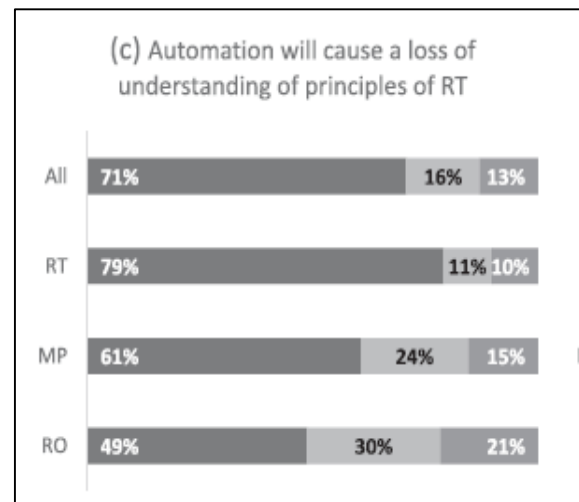 (c) Automation will cause a loss of
understanding of principles of RT
All 71% 16% 13%
RT 79% 11% 10%
MP 61% 24% 15%
RO 49% 30% 21%